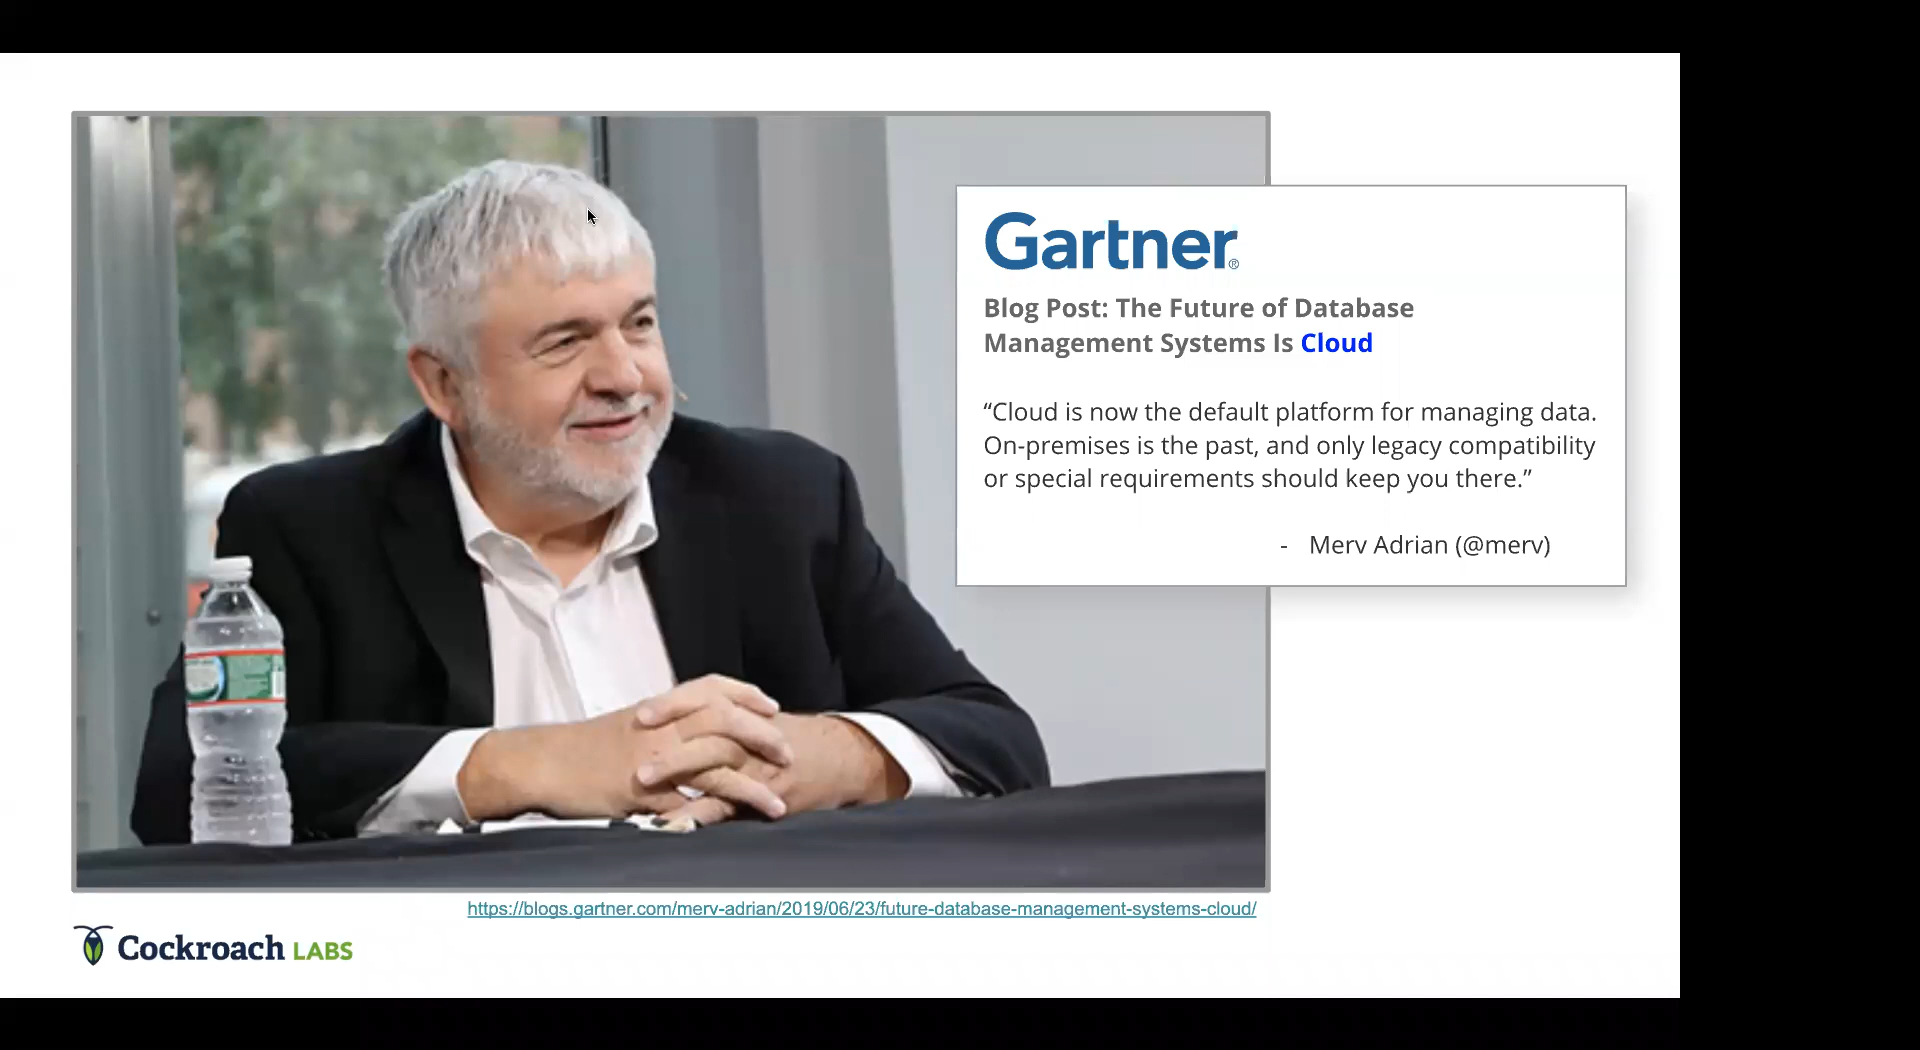 Gartner®
Blog Post: The Future of Database
Management Systems Is Cloud
“Cloud is now the default platform for managing data.
On-premises is the past, and only legacy compatibility
or special requirements should keep you there.”
- Merv Adrian (@merv)
https://blogs.gartner.com/merv-adrian/2019/06/23/future-database-management-systems-cloud/
Cockroach LABS